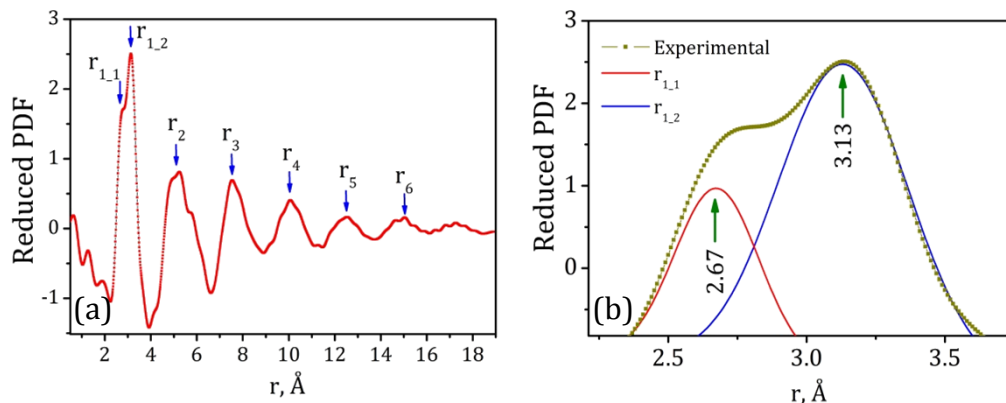 (a)
Reduced PDF
3
2
1
0
-1
r1_1
r1_2
r2
r3
r4
r5
r6
2 4 6 8 10 12 14 16 18
r, Å
(b)
Reduced PDF
3
2
1
0
Experimental
r1_1
r1_2
2.67
3.13
2.5 3.0 3.5
r, Å